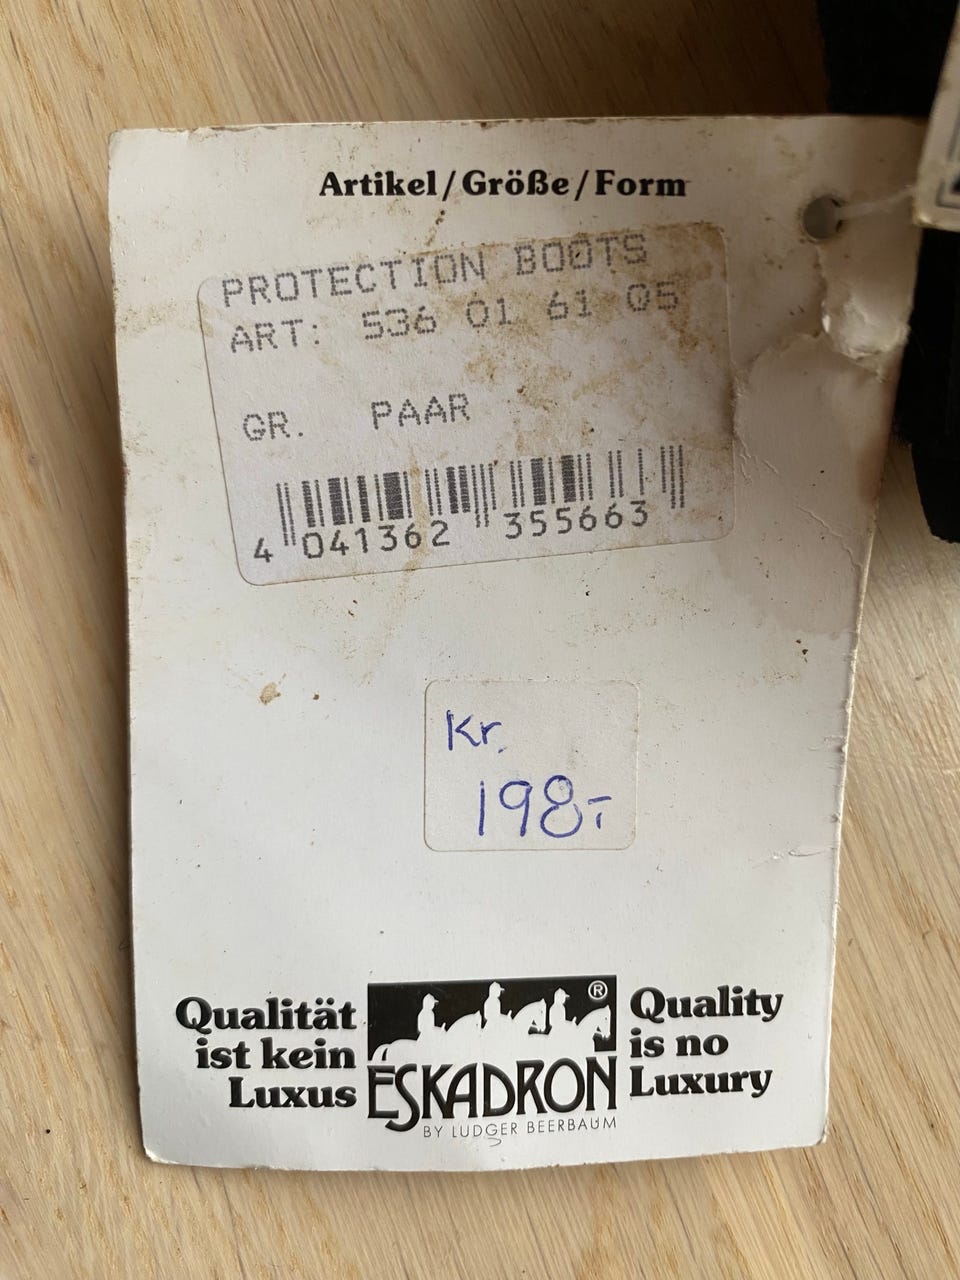 Artikel/Größe/Form
PROTECTION BOOTS
ART: 536 01 61 05
GR. PAAR
4 041362 355663
Kr.
198,-
Qualität
ist kein
Luxus
®
ESKADRON
BY LUDGER BEERBAUM
Quality
is no
Luxury